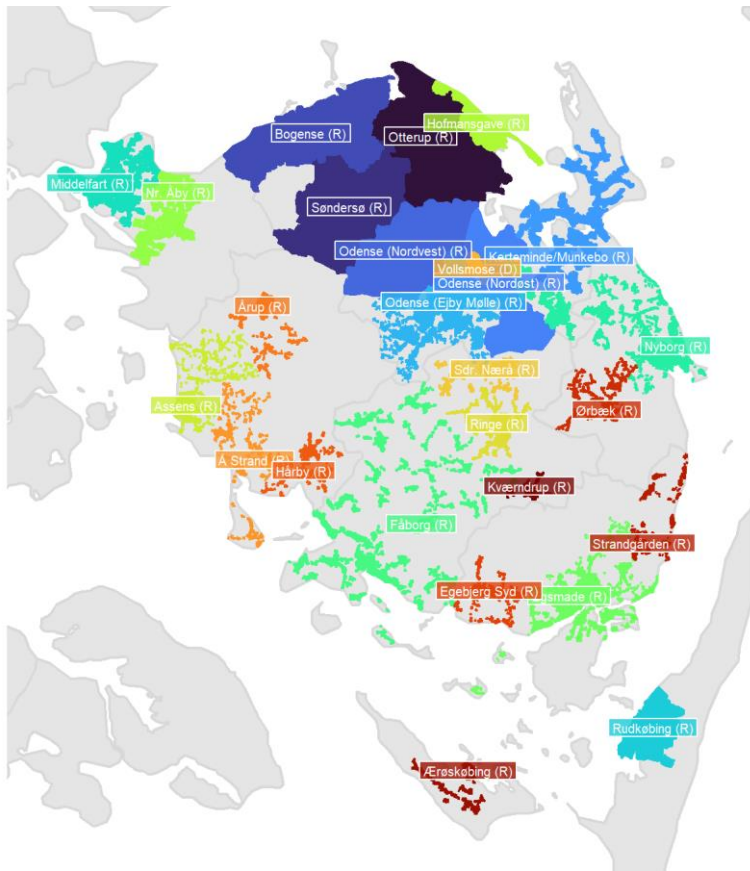 Hofmansgave (R)
Bogense (R)
Otterup (R)
Middelfart (R)
Nr. Åby (R)
Søndersø (R)
Odense (Nordvest) (R)
Kerteminde/Munkebo (R)
Vollsmose (D)
Odense (Nordøst) (R)
Odense (Ejby Mølle) (R)
Årup (R)
Nyborg (R)
Sdr. Nærå (R)
Assens (R)
Ørbæk (R)
Ringe (R)
Å Strand (R)
Hårby (R)
Kværndrup (R)
Fåborg (R)
Strandgården (R)
Egebjerg Syd (R)
smade (R)
Rudkøbing (R)
Ærøskøbing (R)